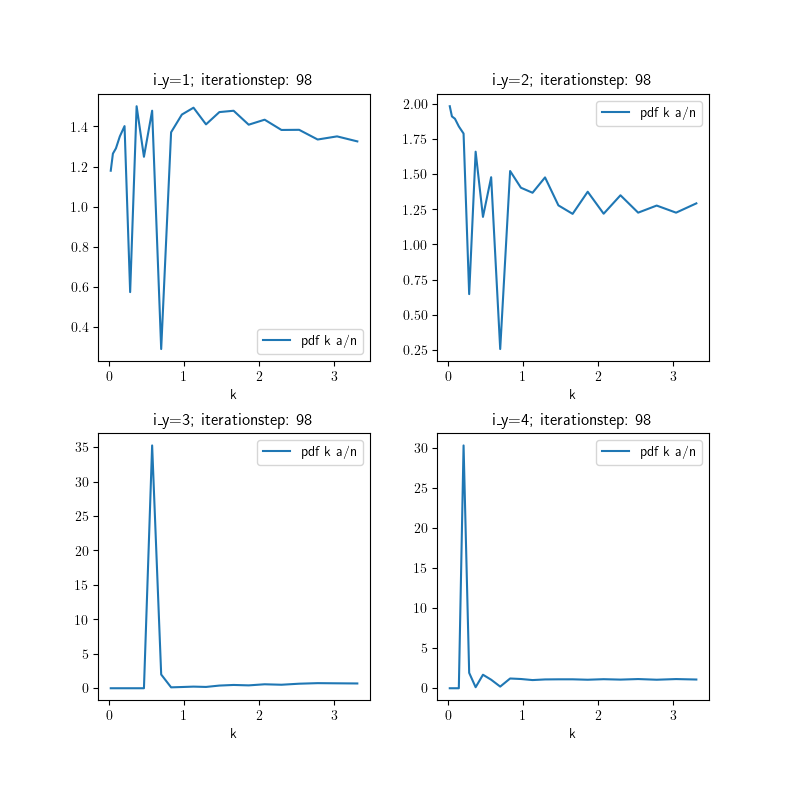 i_y=1; iterationstep: 98
1.4
1.2
1.0
0.8
0.6
0.4
pdf k a/n
0 1 2 3
k
i_y=2; iterationstep: 98
2.00
1.75
1.50
1.25
1.00
0.75
0.50
0.25
pdf k a/n
0 1 2 3
k
i_y=3; iterationstep: 98
35
30
25
20
15
10
5
0
pdf k a/n
0 1 2 3
k
i_y=4; iterationstep: 98
30
25
20
15
10
5
0
pdf k a/n
0 1 2 3
k